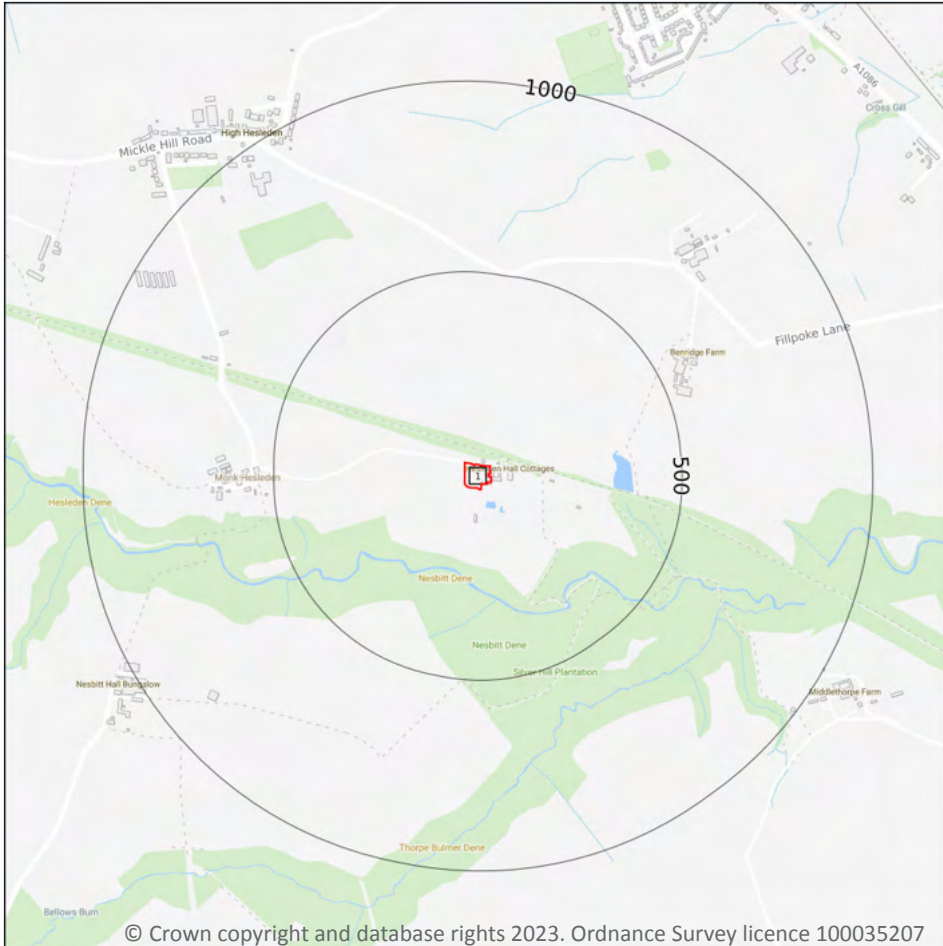 A1086
1000
Cross Gill
High Hesleden
Mickle Hill Road
Fillpoke Lane
Benridge Farm
Hall Cottages
1
500
Monk Hesleden
Hesleden Dene
Nesbitt Dene
Nesbitt Dene
Silver Hill Plantation
Nesbitt Hall Bungalow
Middlethorpe Farm
Thorpe Bulmer Dene
Bellows Burn
© Crown copyright and database rights 2023. Ordnance Survey licence 100035207